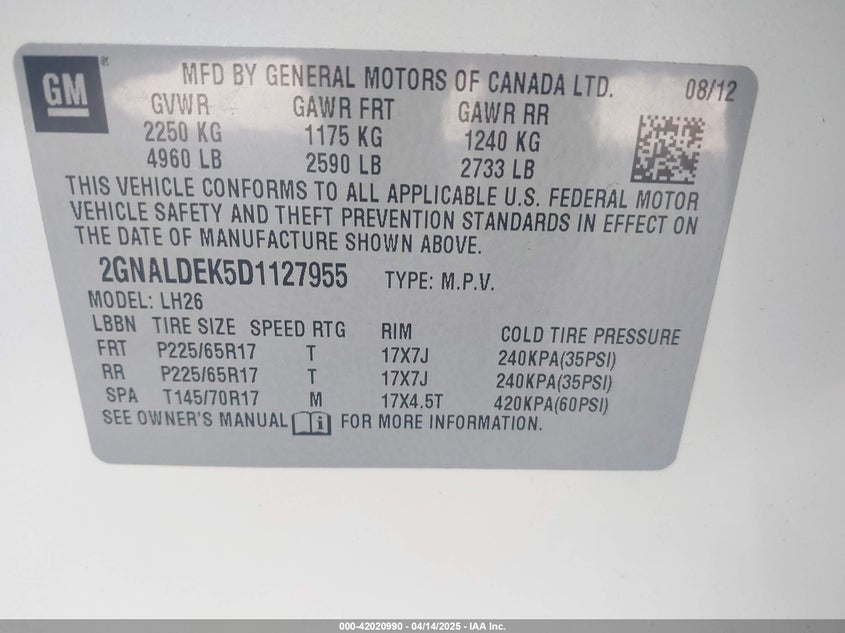 GM ®
MFD BY GENERAL MOTORS OF CANADA LTD. 08/12
GVWR GAWR FRT GAWR RR
2250 KG 1175 KG 1240 KG
4960 LB 2590 LB 2733 LB
THIS VEHICLE CONFORMS TO ALL APPLICABLE U.S. FEDERAL MOTOR
VEHICLE SAFETY AND THEFT PREVENTION STANDARDS IN EFFECT ON
THE DATE OF MANUFACTURE SHOWN ABOVE.
2GNALDEK5D1127955 TYPE: M.P.V.
MODEL: LH26
LBBN TIRE SIZE SPEED RTG RIM COLD TIRE PRESSURE
FRT P225/65R17 T 17X7J 240KPA(35PSI)
RR P225/65R17 T 17X7J 240KPA(35PSI)
SPA T145/70R17 M 17X4.5T 420KPA(60PSI)
SEE OWNER'S MANUAL i FOR MORE INFORMATION.
000-42020990 - 04/14/2025 - IAA Inc.